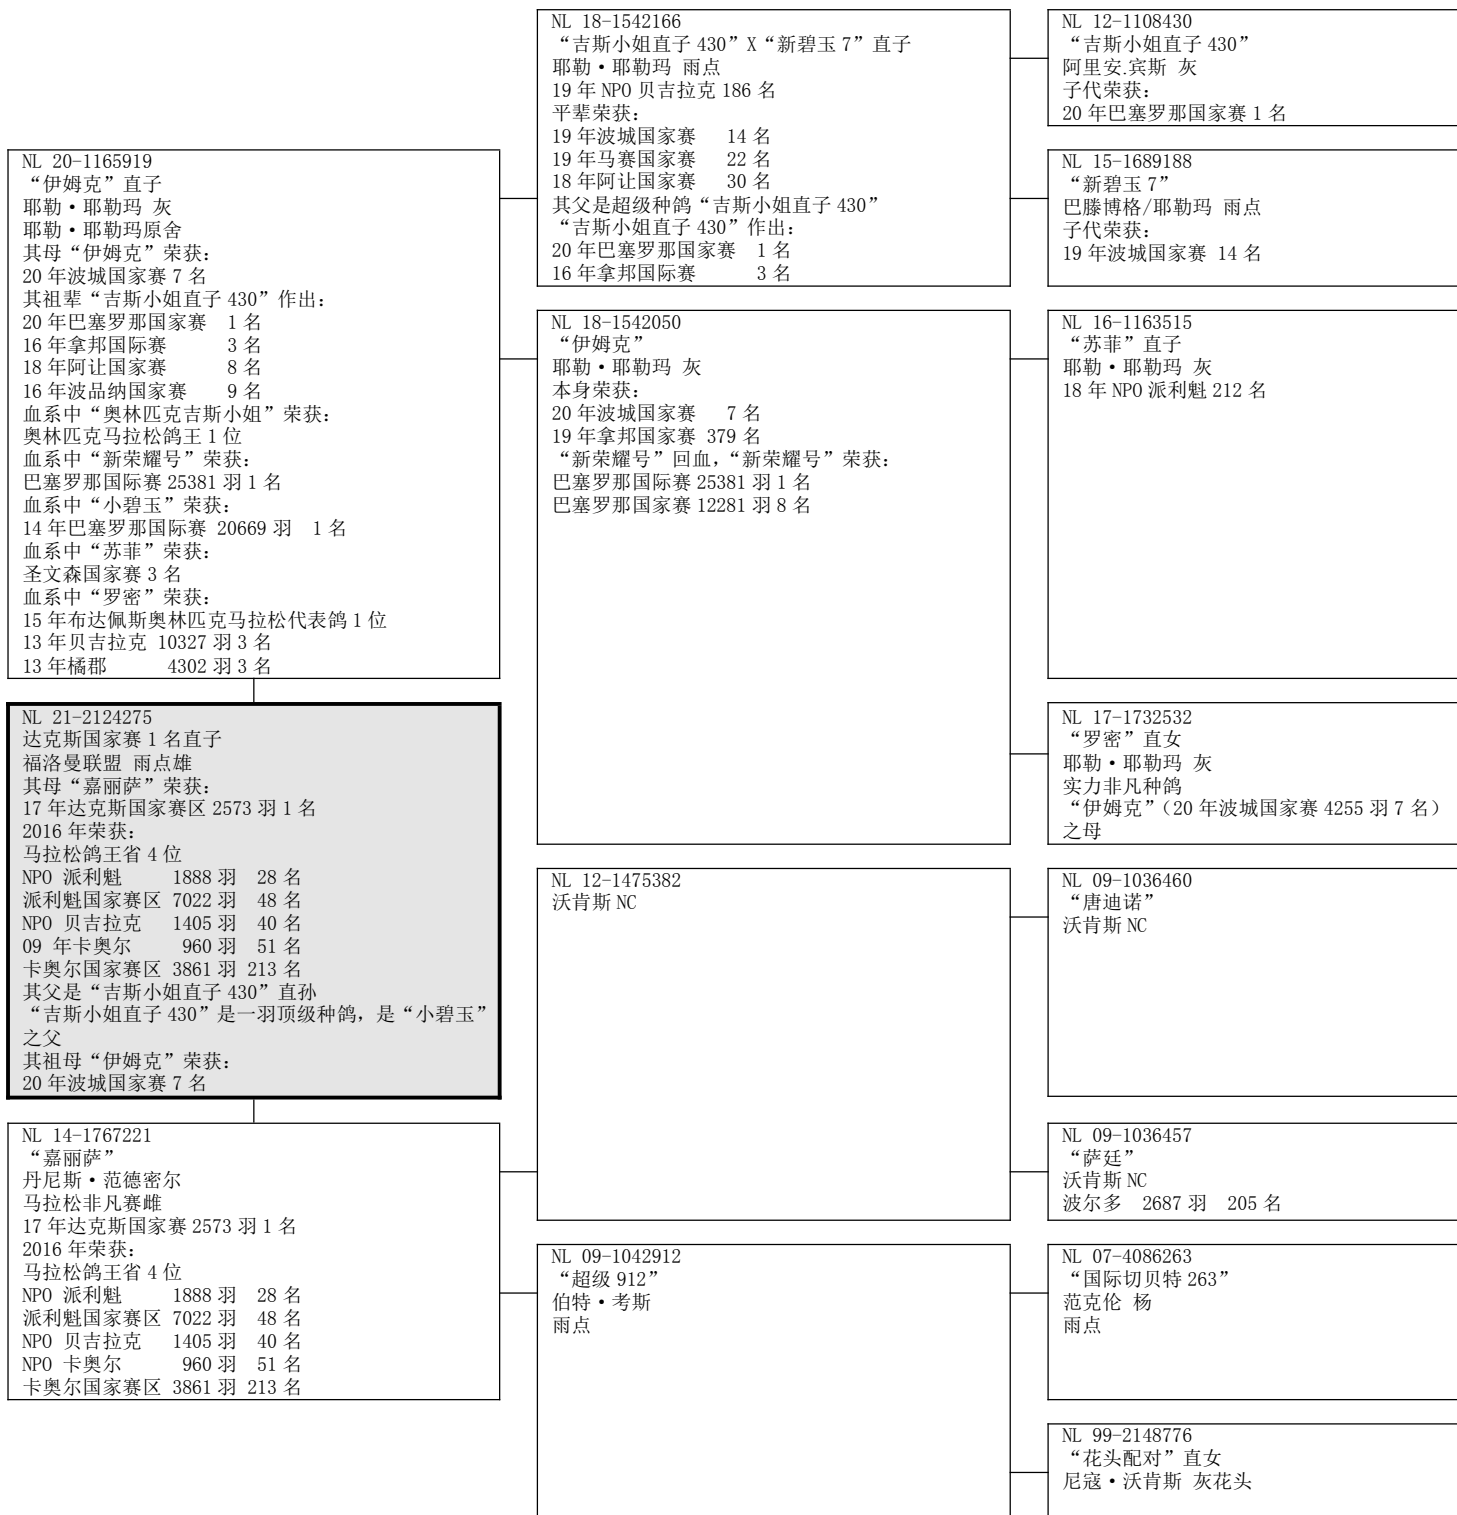 NL 20-1165919
“伊姆克”直子
耶勒·耶勒玛 灰
耶勒·耶勒玛原舍
其母“伊姆克”荣获：
20 年波城国家赛 7 名
其祖辈“吉斯小姐直子 430”作出：
20 年巴塞罗那国家赛 1 名
16 年拿邦国际赛 3 名
18 年阿让国家赛 8 名
16 年波品纳国家赛 9 名
血系中“奥林匹克吉斯小姐”荣获：
奥林匹克马拉松鸽王 1 位
血系中“新荣耀号”荣获：
巴塞罗那国际赛 25381 羽 1 名
血系中“小碧玉”荣获：
14 年巴塞罗那国际赛 20669 羽 1 名
血系中“苏菲”荣获：
圣文森国家赛 3 名
血系中“罗密”荣获：
15 年布达佩斯奥林匹克马拉松代表鸽 1 位
13 年贝吉拉克 10327 羽 3 名
13 年橘郡 4302 羽 3 名
NL 21-2124275
达克斯国家赛 1 名直子
福洛曼联盟 雨点雄
其母“嘉丽萨”荣获：
17 年达克斯国家赛区 2573 羽 1 名
2016 年荣获：
马拉松鸽王省 4 位
NPO 派利魁 1888 羽 28 名
派利魁国家赛区 7022 羽 48 名
NPO 贝吉拉克 1405 羽 40 名
09 年卡奥尔 960 羽 51 名
卡奥尔国家赛区 3861 羽 213 名
其父是“吉斯小姐直子 430”直孙
“吉斯小姐直子 430”是一羽顶级种鸽，是“小碧玉”
之父
其祖母“伊姆克”荣获：
20 年波城国家赛 7 名
NL 14-1767221
“嘉丽萨”
丹尼斯·范德密尔
马拉松非凡赛雌
17 年达克斯国家赛 2573 羽 1 名
2016 年荣获：
马拉松鸽王省 4 位
NPO 派利魁 1888 羽 28 名
派利魁国家赛区 7022 羽 48 名
NPO 贝吉拉克 1405 羽 40 名
NPO 卡奥尔 960 羽 51 名
卡奥尔国家赛区 3861 羽 213 名
NL 18-1542166
“吉斯小姐直子 430”X“新碧玉 7”直子
耶勒·耶勒玛 雨点
19 年 NPO 贝吉拉克 186 名
平辈荣获：
19 年波城国家赛 14 名
19 年马赛国家赛 22 名
18 年阿让国家赛 30 名
其父是超级种鸽“吉斯小姐直子 430”
“吉斯小姐直子 430”作出：
20 年巴塞罗那国家赛 1 名
16 年拿邦国际赛 3 名
NL 18-1542050
“伊姆克”
耶勒·耶勒玛 灰
本身荣获：
20 年波城国家赛 7 名
19 年拿邦国家赛 379 名
“新荣耀号”回血，“新荣耀号”荣获：
巴塞罗那国际赛 25381 羽 1 名
巴塞罗那国家赛 12281 羽 8 名
NL 12-1475382
沃肯斯 NC
NL 09-1042912
“超级 912”
伯特·考斯
雨点
NL 12-1108430
“吉斯小姐直子 430”
阿里安.宾斯 灰
子代荣获：
20 年巴塞罗那国家赛 1 名
NL 15-1689188
“新碧玉 7”
巴滕博格/耶勒玛 雨点
子代荣获：
19 年波城国家赛 14 名
NL 16-1163515
“苏菲”直子
耶勒·耶勒玛 灰
18 年 NPO 派利魁 212 名
NL 17-1732532
“罗密”直女
耶勒·耶勒玛 灰
实力非凡种鸽
“伊姆克”（20 年波城国家赛 4255 羽 7 名）
之母
NL 09-1036460
“唐迪诺”
沃肯斯 NC
NL 09-1036457
“萨廷”
沃肯斯 NC
波尔多 2687 羽 205 名
NL 07-4086263
“国际切贝特 263”
范克伦 杨
雨点
NL 99-2148776
“花头配对”直女
尼寇·沃肯斯 灰花头